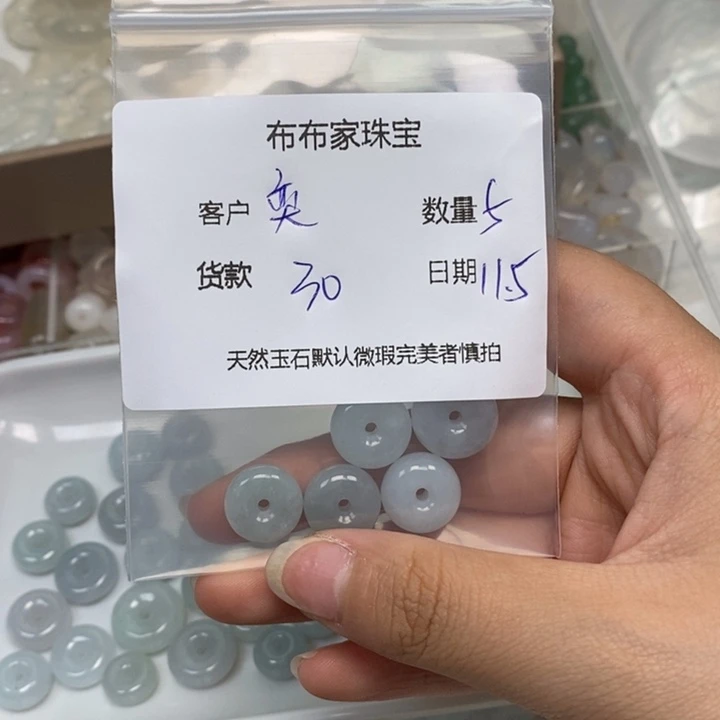 布布家珠宝
客户 奥 数量 5
货款 30 日期 11.5
天然玉石默认微瑕完美者慎拍